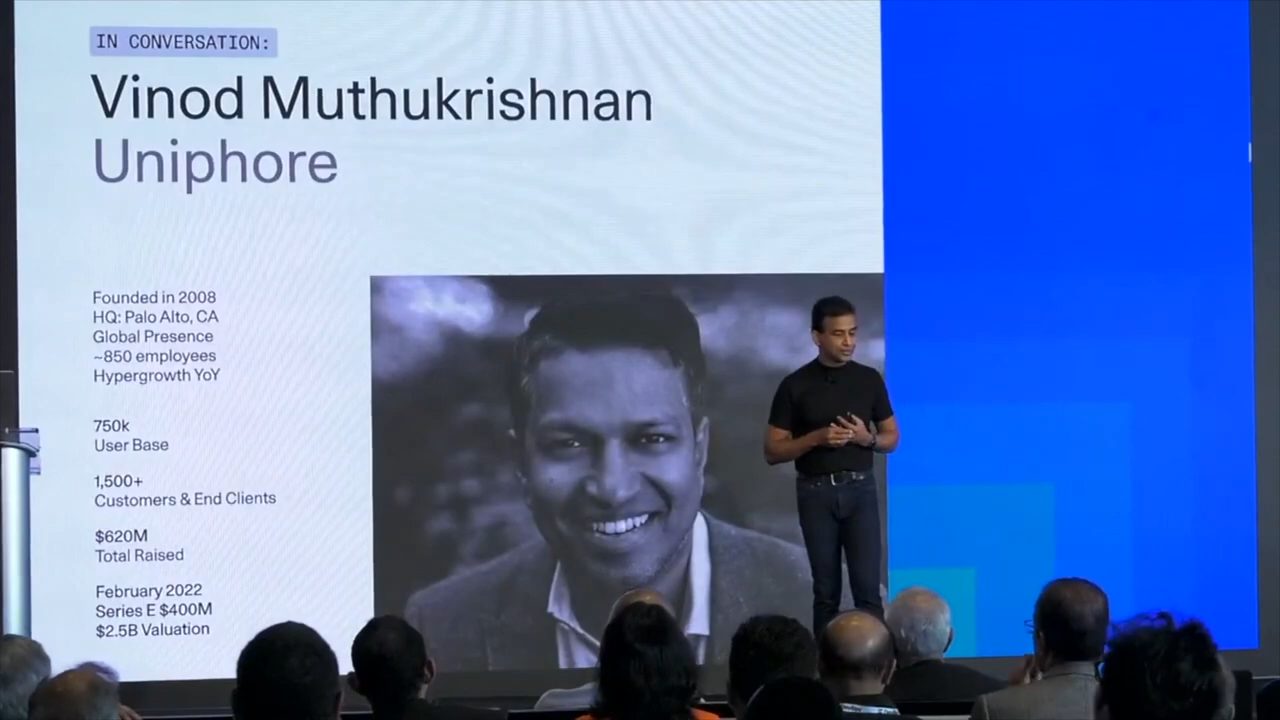 IN CONVERSATION:
Vinod Muthukrishnan
Uniphore
Founded in 2008
HQ: Palo Alto, CA
Global Presence
~850 employees
Hypergrowth YoY
750k
User Base
1,500+
Customers & End Clients
$620M
Total Raised
February 2022
Series E $400M
$2.5B Valuation